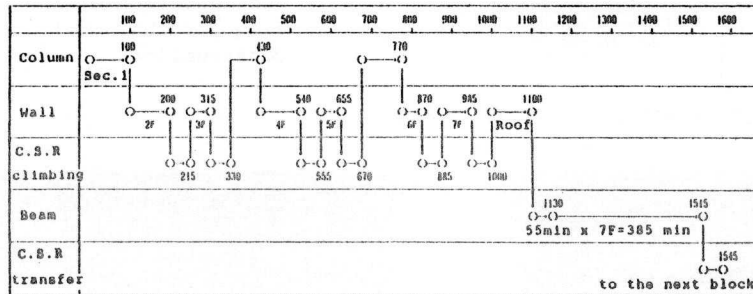 100 200 300 400 500 600 700 800 900 1000 1100 1200 1300 1400 1500 1600
Column 100 430 770
Sec.1
Wall 200 315 540 655 870 985 1100
2F 3F 4F 5F 6F 7F Roof
C.S.R
climbing 215 330 555 670 885 1000
Beam 1130 1515
55min x 7F=385 min
C.S.R 1545
transfer to the next block